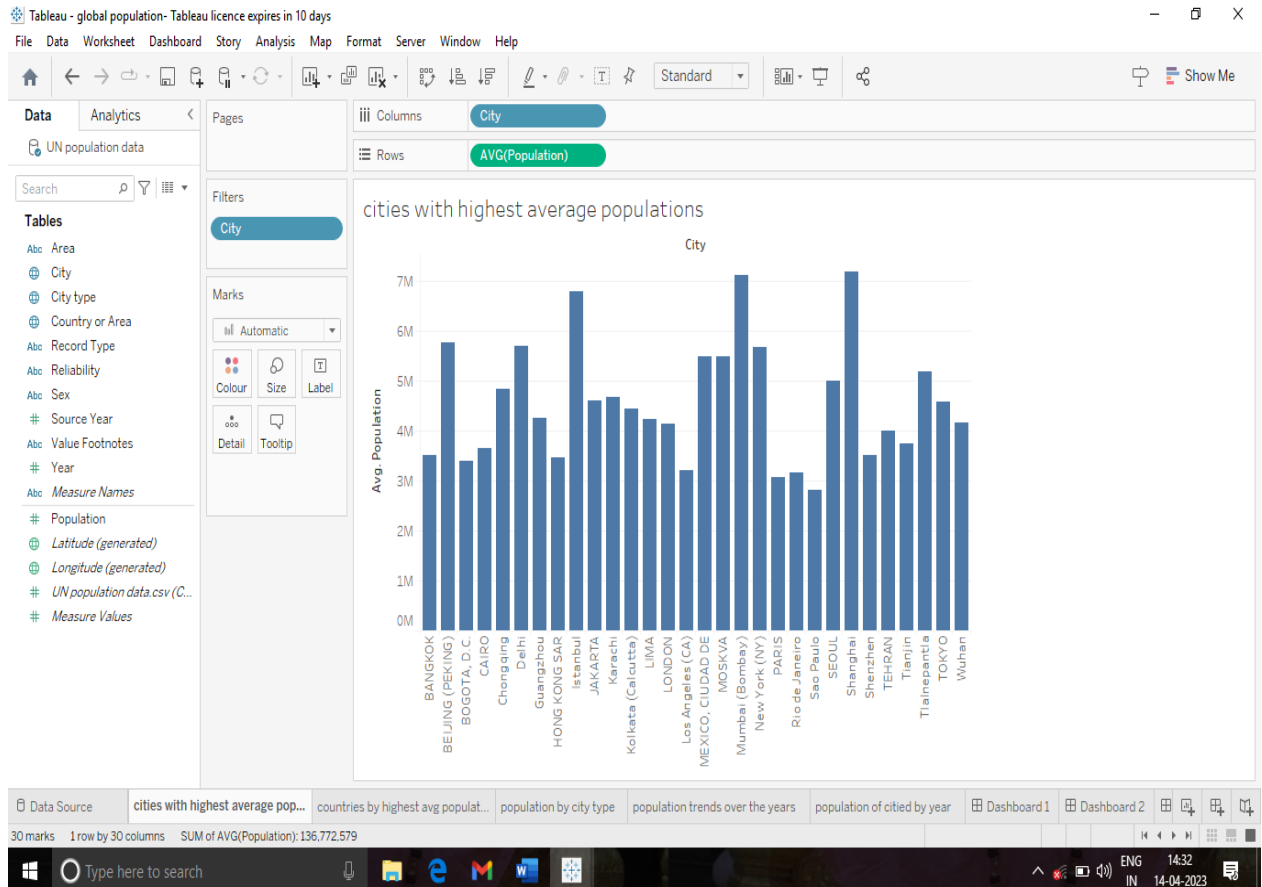 Tableau - global population- Tableau licence expires in 10 days
File Data Worksheet Dashboard Story Analysis Map Format Server Window Help
Standard
Show Me
Data Analytics
UN population data
Search
Tables
Abc Area
City
City type
Country or Area
Abc Record Type
Abc Reliability
Abc Sex
# Source Year
Abc Value Footnotes
# Year
Abc Measure Names
# Population
Latitude (generated)
Longitude (generated)
# UN population data.csv (C...
# Measure Values
Pages
Filters
City
Marks
Automatic
Colour Size Label
Detail Tooltip
Columns City
Rows AVG(Population)
cities with highest average populations
City
Avg. Population
7M
6M
5M
4M
3M
2M
1M
0M
BANGKOK
BEIJING (PEKING)
BOGOTA, D.C.
CAIRO
Chongqing
Delhi
Guangzhou
HONG KONG SAR
Istanbul
JAKARTA
Karachi
Kolkata (Calcutta)
LIMA
LONDON
Los Angeles (CA)
MEXICO, CIUDAD DE
MOSKVA
Mumbai (Bombay)
New York (NY)
PARIS
Rio de Janeiro
Sao Paulo
SEOUL
Shanghai
Shenzhen
TEHRAN
Tianjin
Tlalnepantla
TOKYO
Wuhan
Data Source cities with highest average pop... countries by highest avg populat... population by city type population trends over the years population of citied by year Dashboard 1 Dashboard 2
30 marks 1 row by 30 columns SUM of AVG(Population): 136,772,579
Type here to search
ENG
IN
14:32
14-04-2023